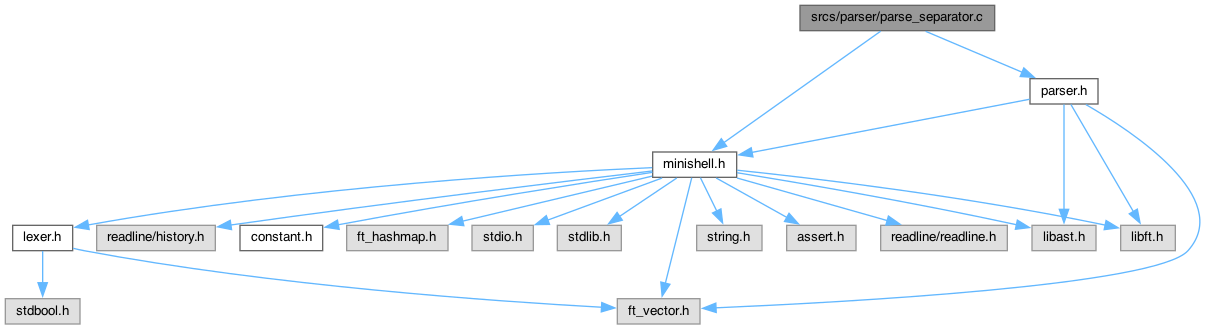 srcs/parser/parse_separator.c
parser.h
minishell.h
lexer.h
readline/history.h
constant.h
ft_hashmap.h
stdio.h
stdlib.h
string.h
assert.h
readline/readline.h
libast.h
libft.h
stdbool.h
ft_vector.h